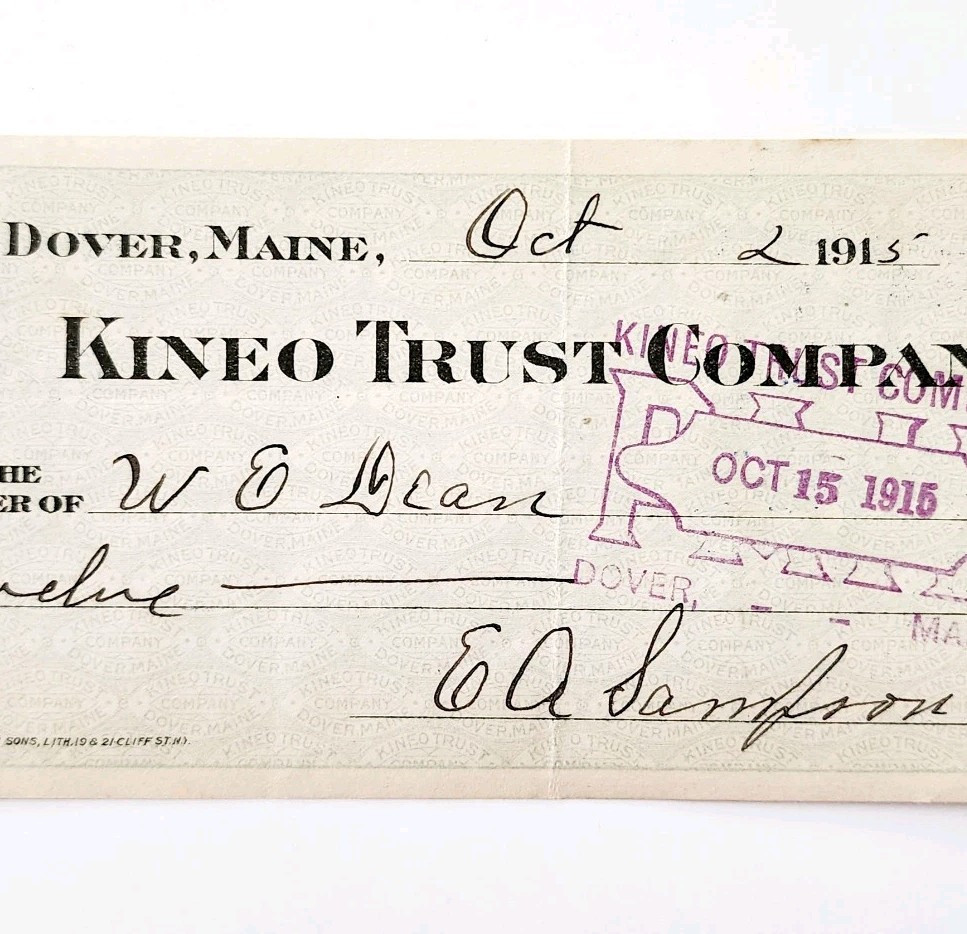 DOVER, MAINE, Oct 2 1915
KINEO TRUST COMPAN
KINEO TRUST COM
HE
ER OF W E Dean
OCT 15 1915
welve
DOVER, - - MA
E A Sampson
SONS, LITH. 19 & 21 CLIFF ST. N.Y.